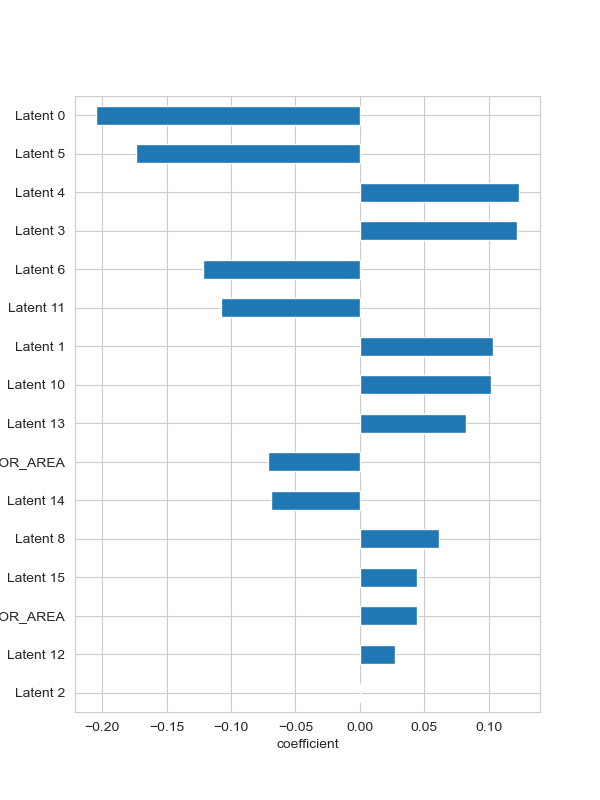 Latent 0
Latent 5
Latent 4
Latent 3
Latent 6
Latent 11
Latent 1
Latent 10
Latent 13
OR_AREA
Latent 14
Latent 8
Latent 15
OR_AREA
Latent 12
Latent 2
−0.20 −0.15 −0.10 −0.05 0.00 0.05 0.10
coefficient